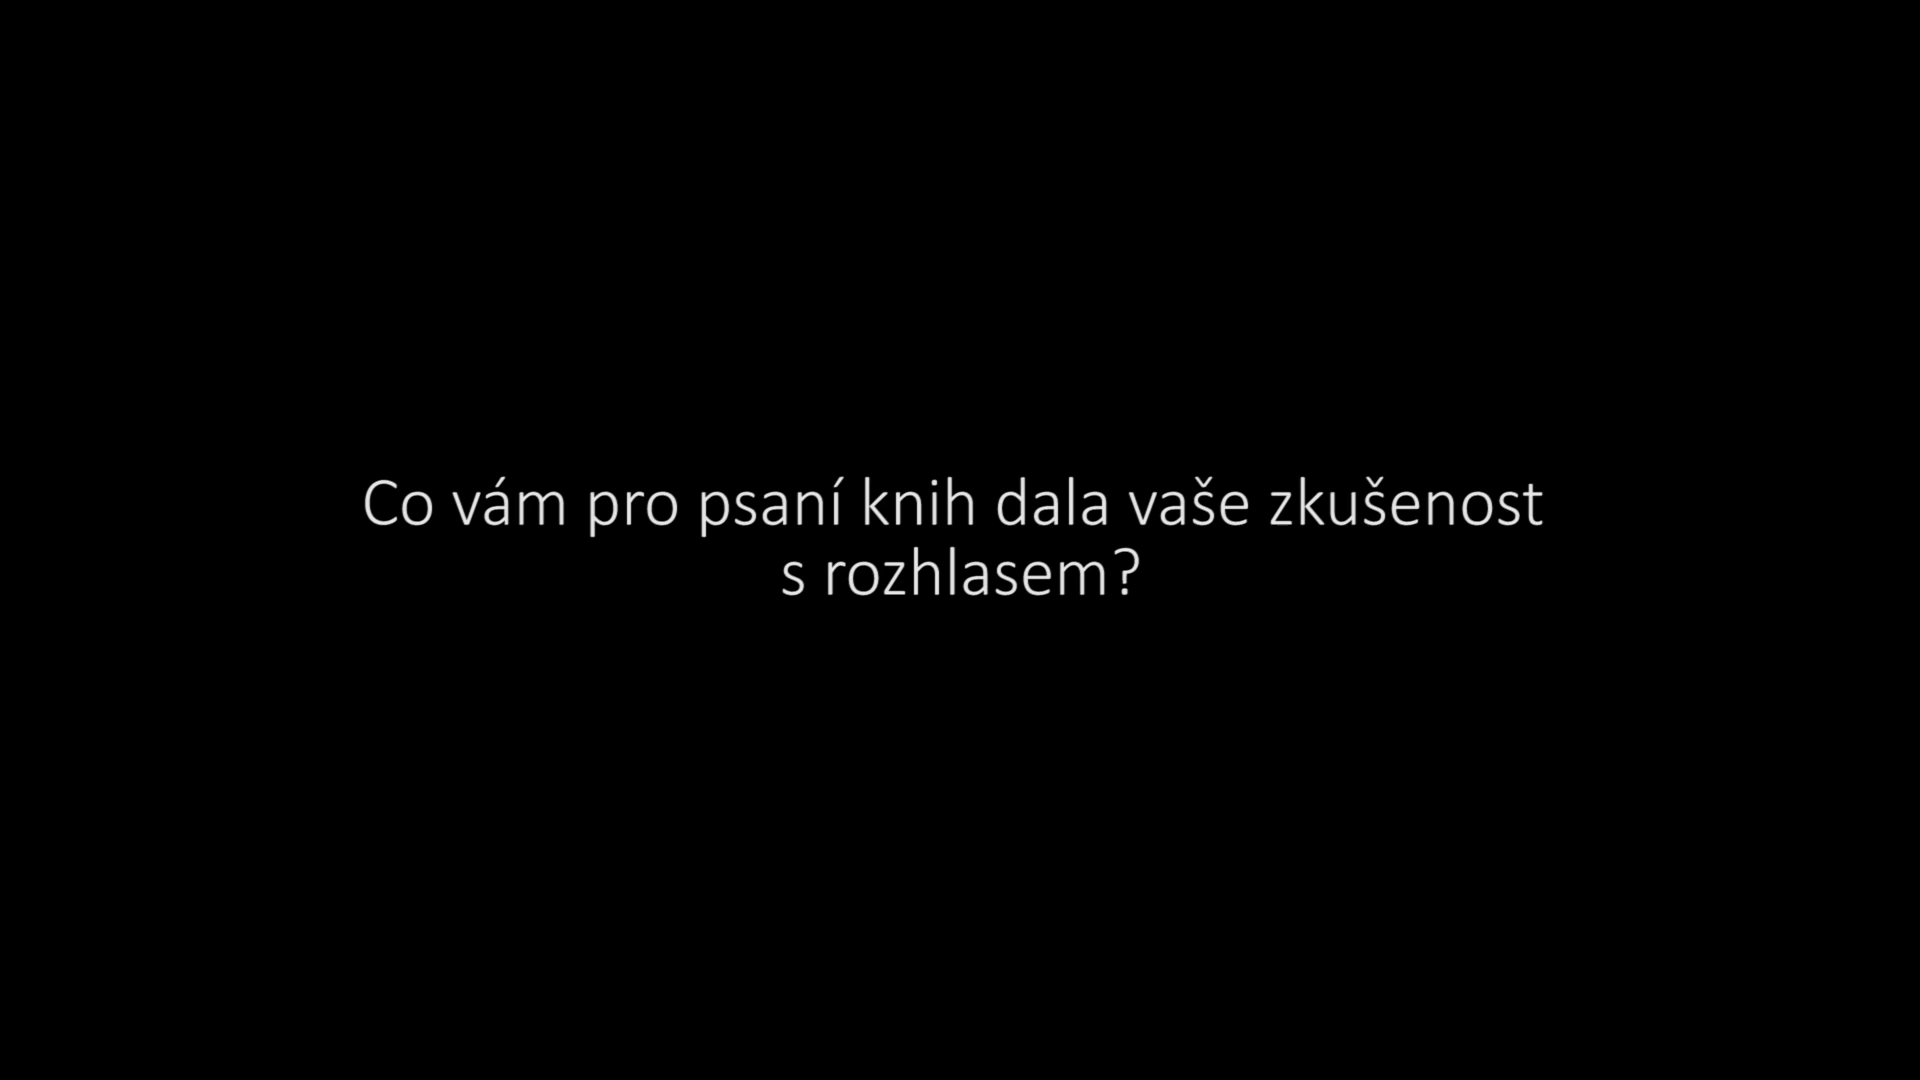 Co vám pro psaní knih dala vaše zkušenost
s rozhlasem?